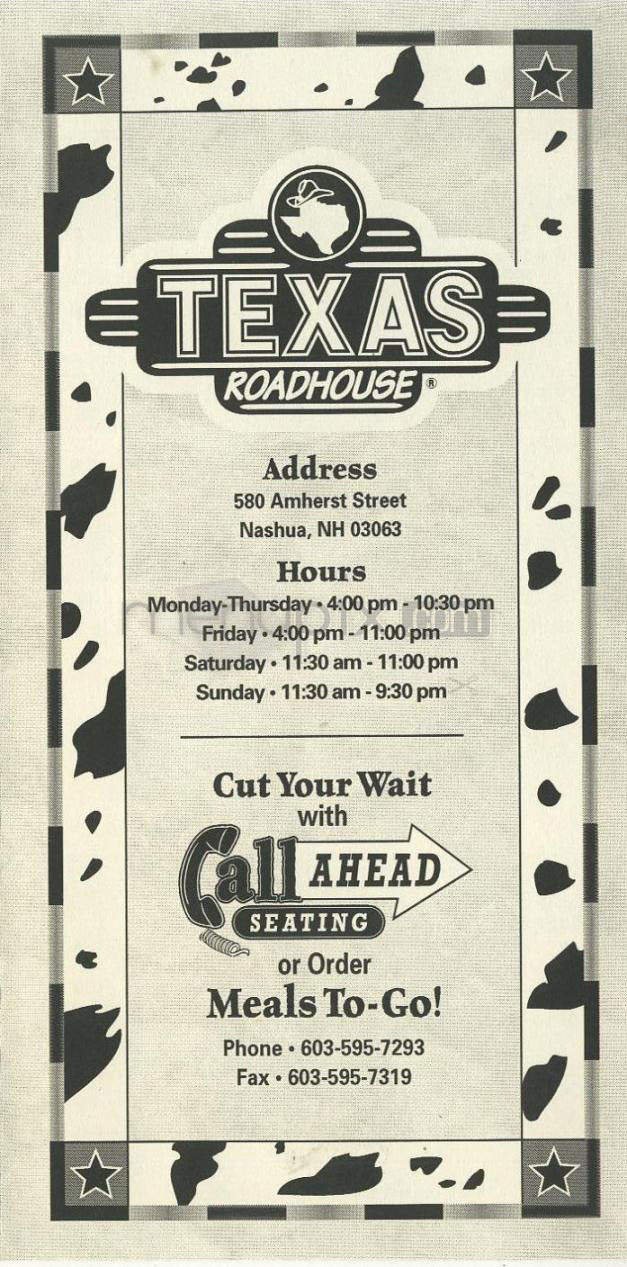 TEXAS
ROADHOUSE ®
Address
580 Amherst Street
Nashua, NH 03063
Hours
Monday-Thursday • 4:00 pm - 10:30 pm
Friday • 4:00 pm - 11:00 pm
Saturday • 11:30 am - 11:00 pm
Sunday • 11:30 am - 9:30 pm
menupix.com
Cut Your Wait
with
Call AHEAD
SEATING
or Order
Meals To-Go!
Phone • 603-595-7293
Fax • 603-595-7319